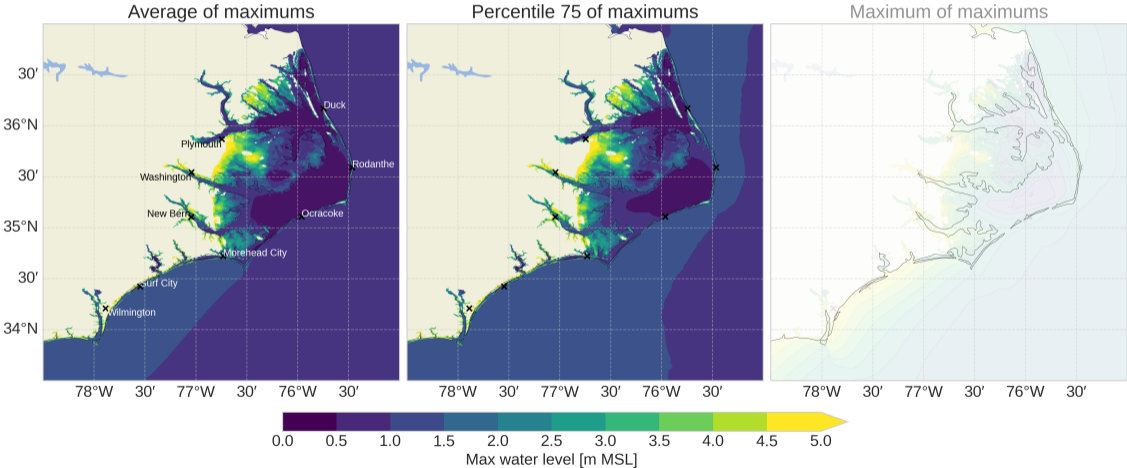 Average of maximums
Percentile 75 of maximums
Maximum of maximums
30′
36°N
30′
35°N
30′
34°N
Duck
Plymouth
Rodanthe
Washington
New Bern
Ocracoke
Morehead City
Surf City
Wilmington
78°W 30′ 77°W 30′ 76°W 30′
78°W 30′ 77°W 30′ 76°W 30′
78°W 30′ 77°W 30′ 76°W 30′
0.0 0.5 1.0 1.5 2.0 2.5 3.0 3.5 4.0 4.5 5.0
Max water level [m MSL]